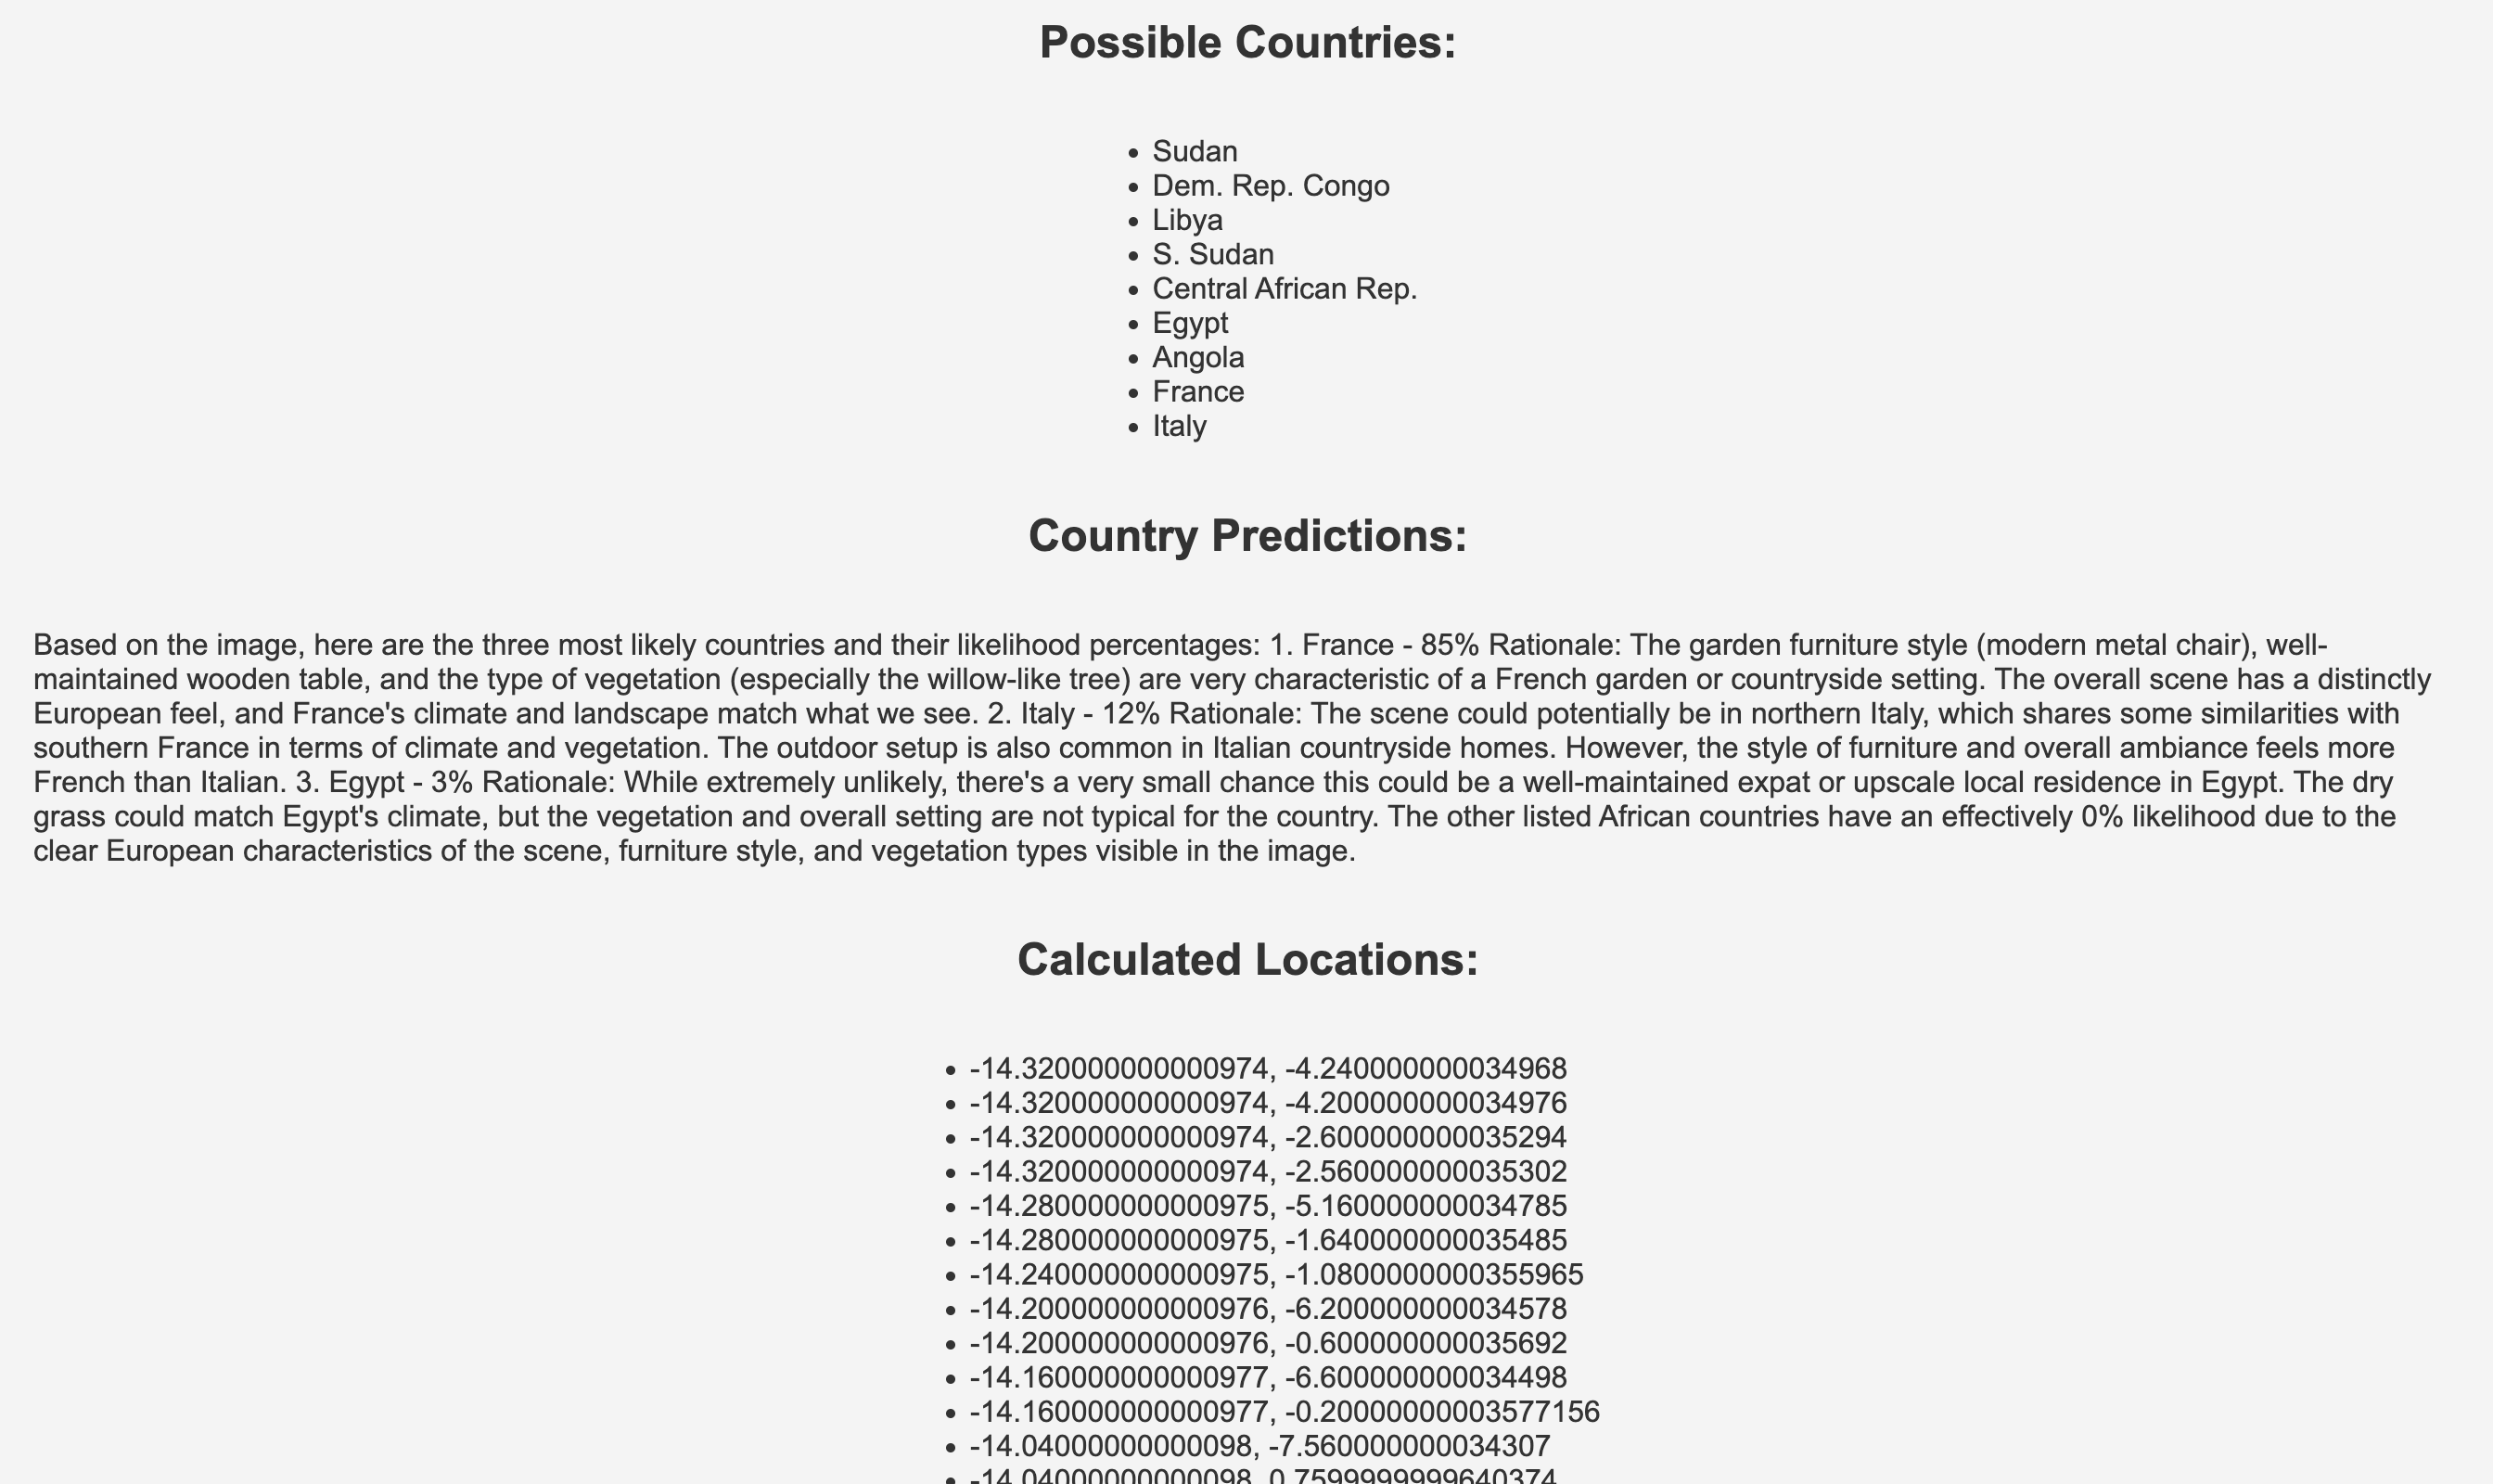 Possible Countries:
Sudan
Dem. Rep. Congo
Libya
S. Sudan
Central African Rep.
Egypt
Angola
France
Italy
Country Predictions:
Based on the image, here are the three most likely countries and their likelihood percentages: 1. France - 85% Rationale: The garden furniture style (modern metal chair), well-
maintained wooden table, and the type of vegetation (especially the willow-like tree) are very characteristic of a French garden or countryside setting. The overall scene has a distinctly
European feel, and France's climate and landscape match what we see. 2. Italy - 12% Rationale: The scene could potentially be in northern Italy, which shares some similarities with
southern France in terms of climate and vegetation. The outdoor setup is also common in Italian countryside homes. However, the style of furniture and overall ambiance feels more
French than Italian. 3. Egypt - 3% Rationale: While extremely unlikely, there's a very small chance this could be a well-maintained expat or upscale local residence in Egypt. The dry
grass could match Egypt's climate, but the vegetation and overall setting are not typical for the country. The other listed African countries have an effectively 0% likelihood due to the
clear European characteristics of the scene, furniture style, and vegetation types visible in the image.
Calculated Locations:
-14.320000000000974, -4.240000000034968
-14.320000000000974, -4.200000000034976
-14.320000000000974, -2.600000000035294
-14.320000000000974, -2.560000000035302
-14.280000000000975, -5.160000000034785
-14.280000000000975, -1.640000000035485
-14.240000000000975, -1.0800000000355965
-14.200000000000976, -6.200000000034578
-14.200000000000976, -0.600000000035692
-14.160000000000977, -6.600000000034498
-14.160000000000977, -0.20000000003577156
-14.04000000000098, -7.560000000034307
-14.04000000000098, 0.7599999999640374